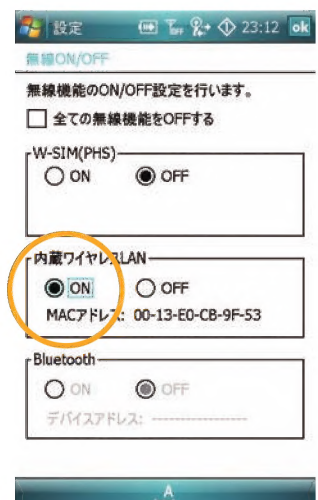 設定 23:12 ok
無線ON/OFF
無線機能のON/OFF設定を行います。
全ての無線機能をOFFする
W-SIM(PHS)
ON OFF
内蔵ワイヤレスLAN
ON OFF
MACアドレス: 00-13-E0-CB-9F-53
Bluetooth
ON OFF
デバイスアドレス: -----------------
A